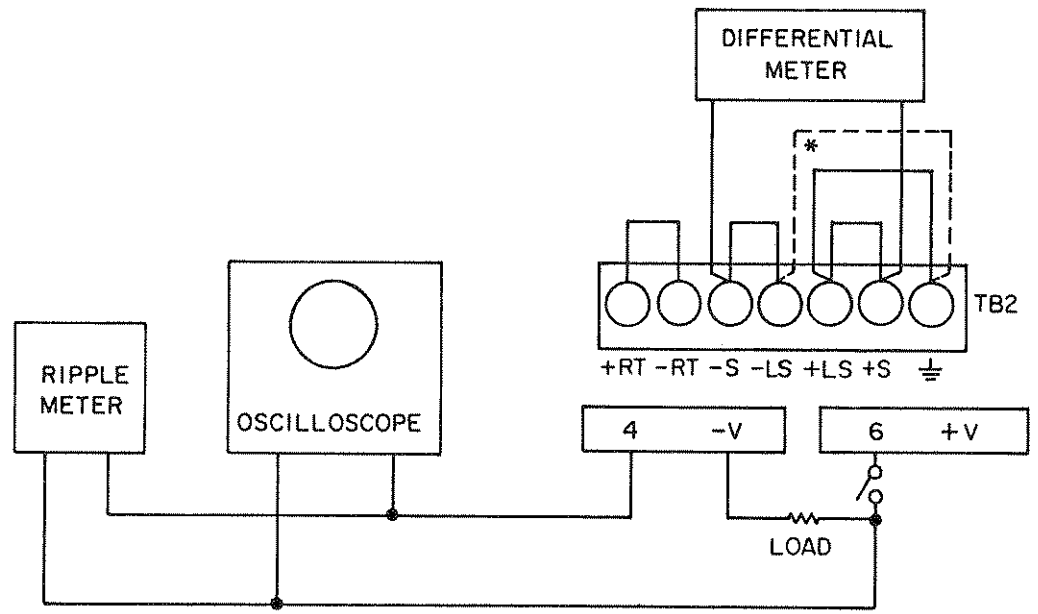 DIFFERENTIAL
METER
*
TB2
+RT -RT -S -LS +LS +S
RIPPLE
METER
OSCILLOSCOPE
4 -V
6 +V
LOAD